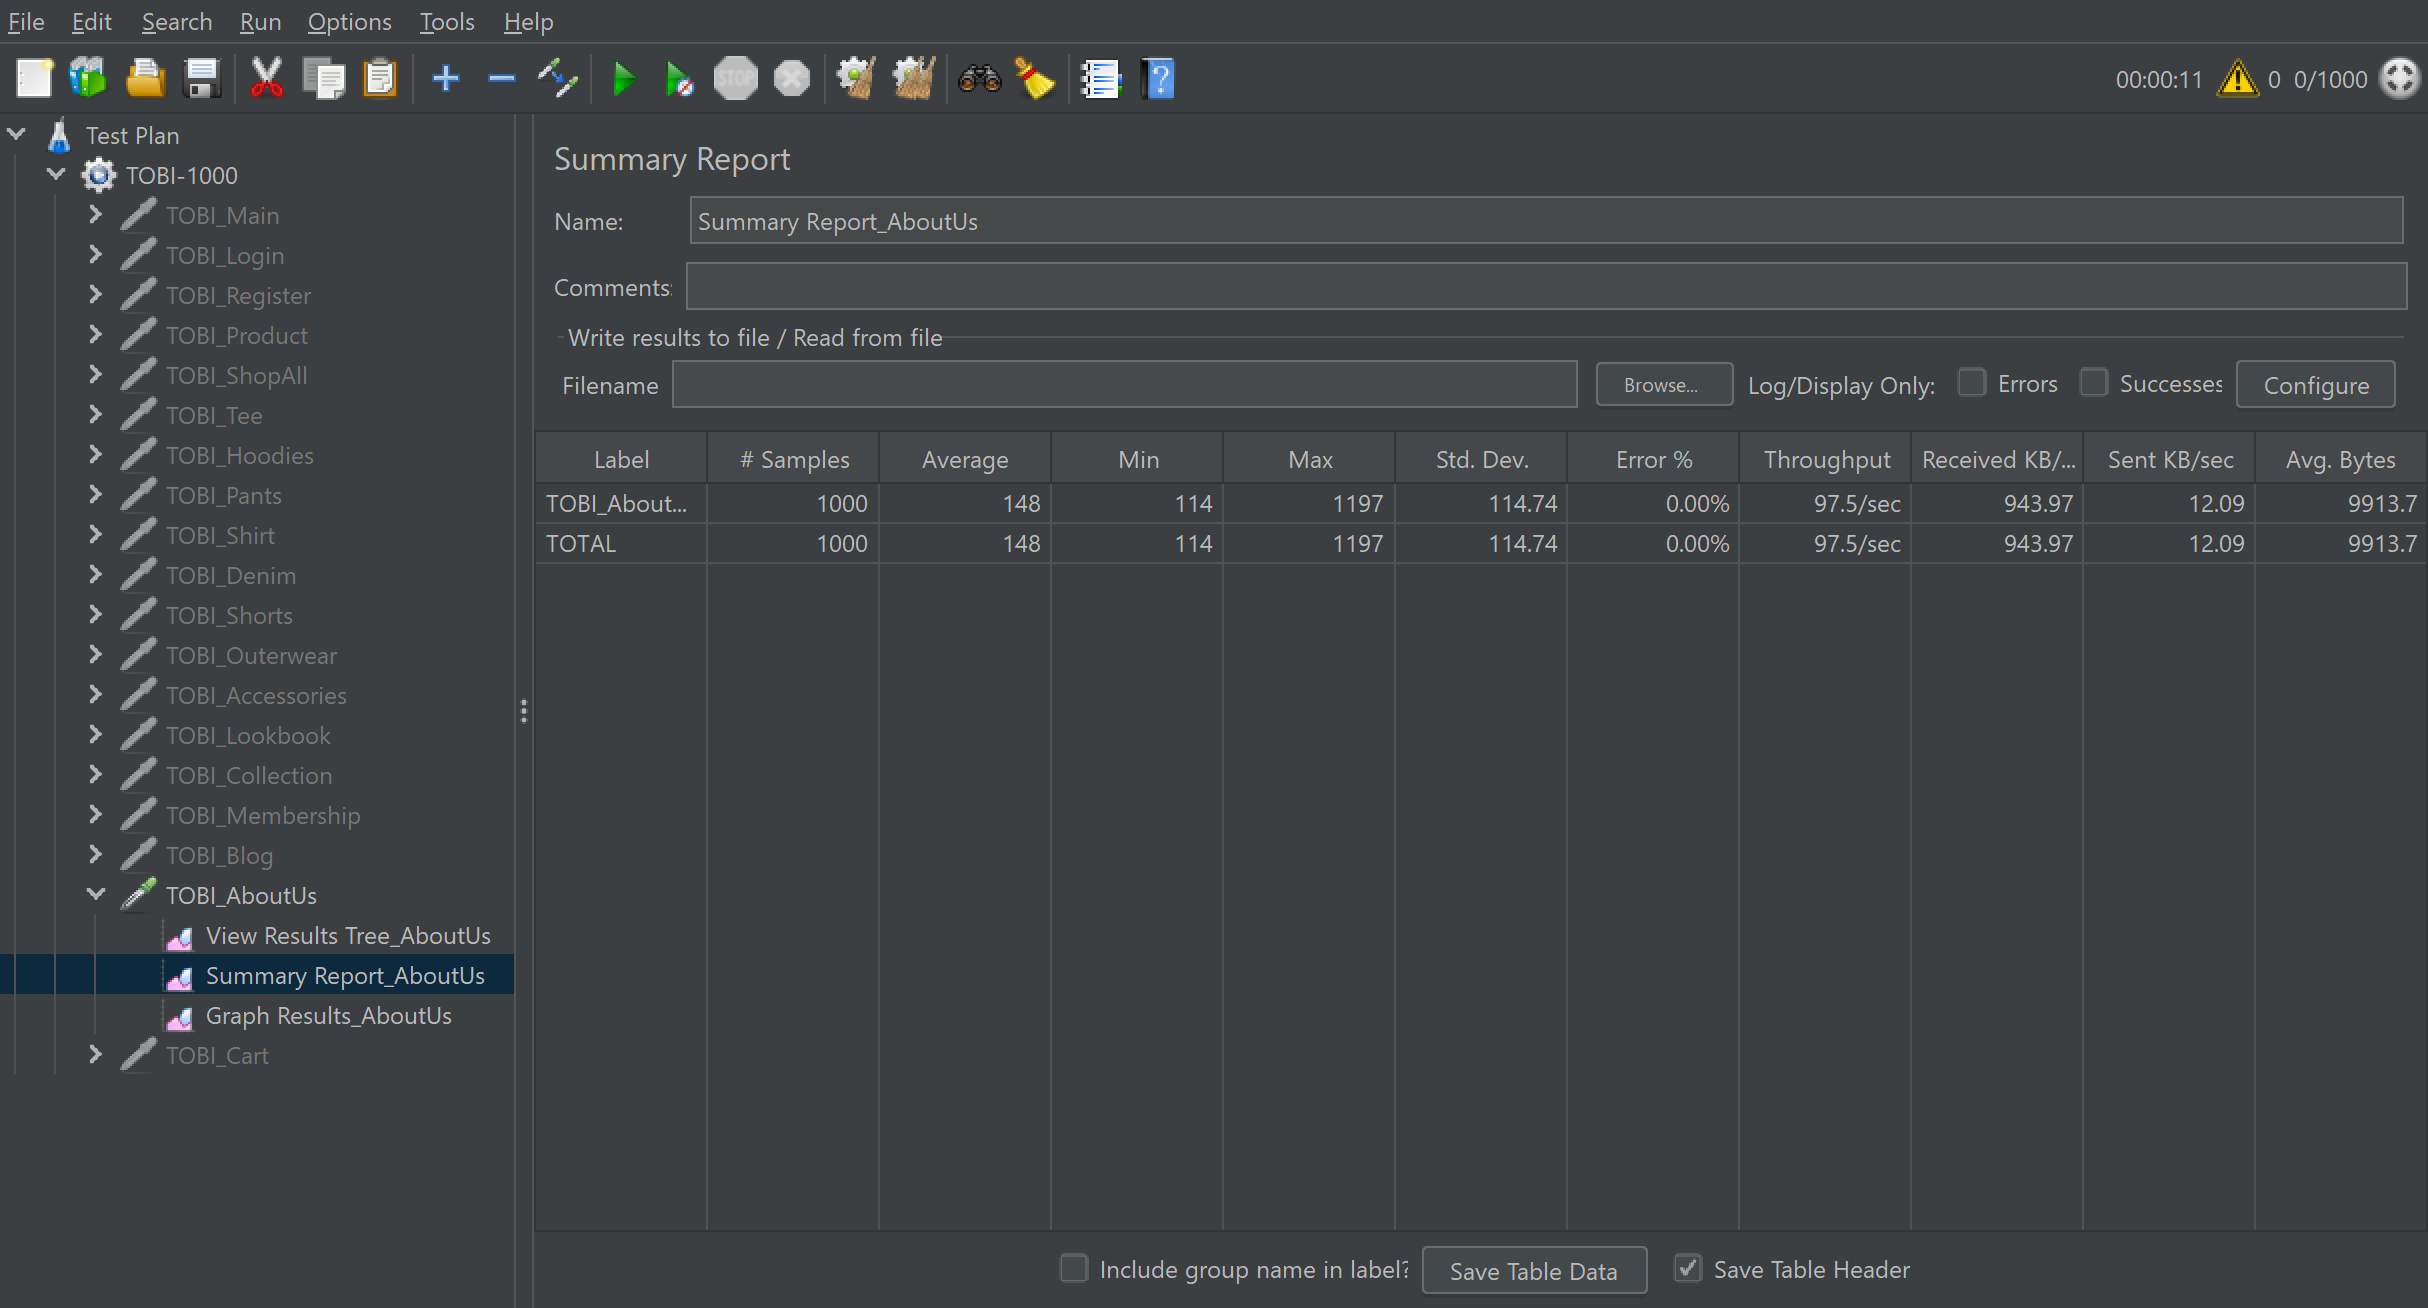 File Edit Search Run Options Tools Help
STOP
00:00:11 0 0/1000
Test Plan
TOBI-1000
TOBI_Main
TOBI_Login
TOBI_Register
TOBI_Product
TOBI_ShopAll
TOBI_Tee
TOBI_Hoodies
TOBI_Pants
TOBI_Shirt
TOBI_Denim
TOBI_Shorts
TOBI_Outerwear
TOBI_Accessories
TOBI_Lookbook
TOBI_Collection
TOBI_Membership
TOBI_Blog
TOBI_AboutUs
View Results Tree_AboutUs
Summary Report_AboutUs
Graph Results_AboutUs
TOBI_Cart
Summary Report
Name: Summary Report_AboutUs
Comments:
Write results to file / Read from file
Filename Browse... Log/Display Only: Errors Successes Configure
Label # Samples Average Min Max Std. Dev. Error % Throughput Received KB/... Sent KB/sec Avg. Bytes
TOBI_About... 1000 148 114 1197 114.74 0.00% 97.5/sec 943.97 12.09 9913.7
TOTAL 1000 148 114 1197 114.74 0.00% 97.5/sec 943.97 12.09 9913.7
Include group name in label? Save Table Data Save Table Header